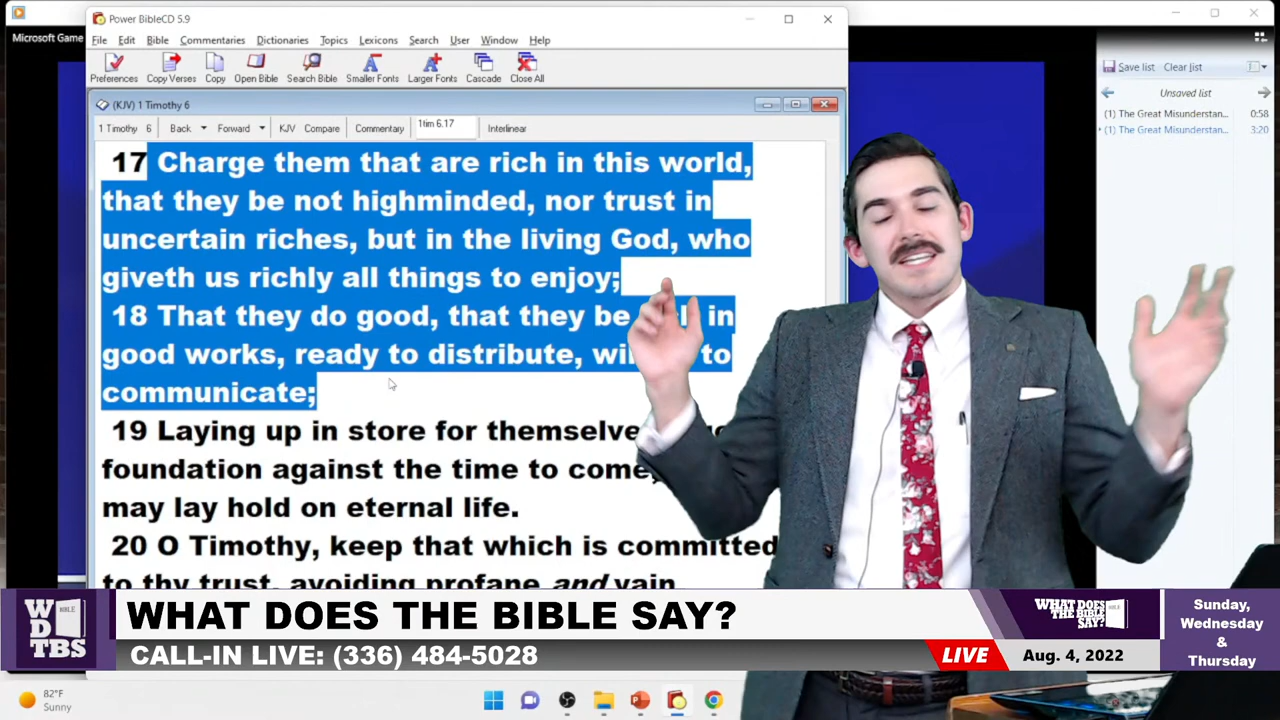 Power BibleCD 5.9
Microsoft Game
File Edit Bible Commentaries Dictionaries Topics Lexicons Search User Window Help
Preferences Copy Verses Copy Open Bible Search Bible Smaller Fonts Larger Fonts Cascade Close All
(KJV) 1 Timothy 6
1 Timothy 6 Back Forward KJV Compare Commentary 1tim 6.17 Interlinear
17 Charge them that are rich in this world,
that they be not highminded, nor trust in
uncertain riches, but in the living God, who
giveth us richly all things to enjoy;
18 That they do good, that they be in
good works, ready to distribute, to
communicate;
19 Laying up in store for
foundation against the time to come,
may lay hold on eternal life.
20 O Timothy, keep that which is committed
to thy trust, avoiding profane and vain
Save list Clear list
Unsaved list
(1) The Great Misunderstan... 0:58
(1) The Great Misunderstan... 3:20
WDTBS
BIBLE
WHAT DOES THE BIBLE SAY?
CALL-IN LIVE: (336) 484-5028
LIVE
Aug. 4, 2022
WHAT DOES
THE BIBLE
SAY?
Sunday,
Wednesday
&
Thursday
82°F
Sunny